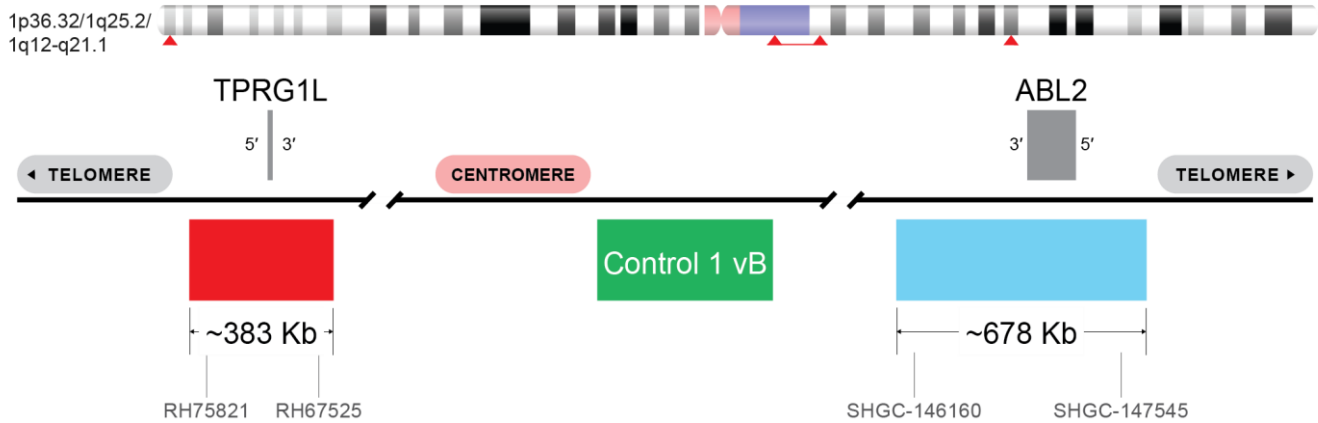 1p36.32/1q25.2/
1q12-q21.1
TPRG1L
ABL2
5′ 3′
3′ 5′
TELOMERE
CENTROMERE
TELOMERE
Control 1 vB
~383 Kb
~678 Kb
RH75821
RH67525
SHGC-146160
SHGC-147545